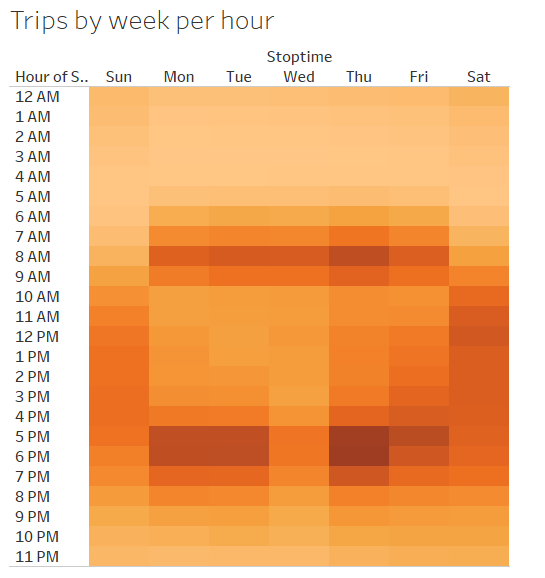 Trips by week per hour
Stoptime
Hour of S.. Sun Mon Tue Wed Thu Fri Sat
12 AM
1 AM
2 AM
3 AM
4 AM
5 AM
6 AM
7 AM
8 AM
9 AM
10 AM
11 AM
12 PM
1 PM
2 PM
3 PM
4 PM
5 PM
6 PM
7 PM
8 PM
9 PM
10 PM
11 PM